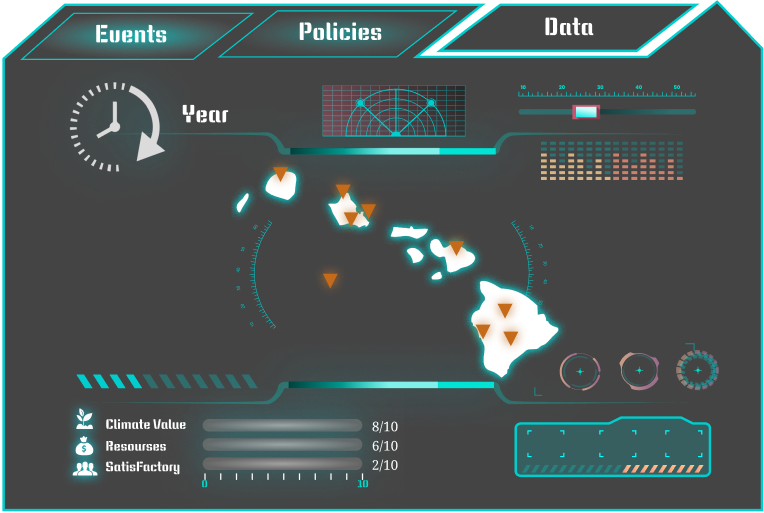 Events
Policies
Data
Year
10 20 30 40 50
Climate Value 8/10
Resourses 6/10
SatisFactory 2/10
0 10